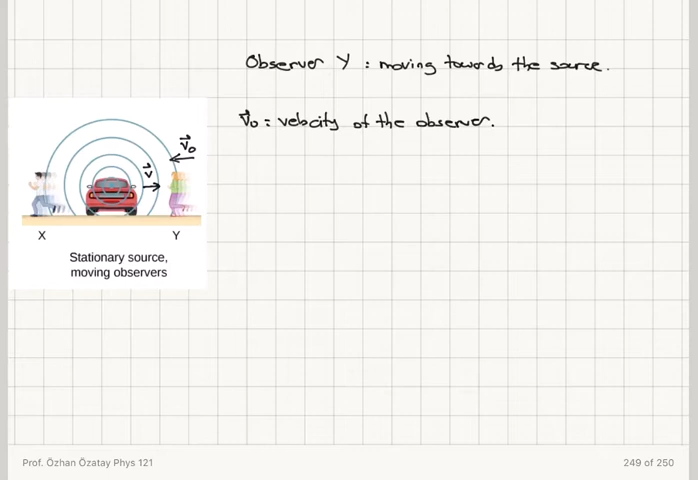 Observer Y : moving towards the source.
v⃗o = velocity of the observer.
v⃗o
v⃗
X
Y
Stationary source,
moving observers
Prof. Özhan Özatay Phys 121
249 of 250